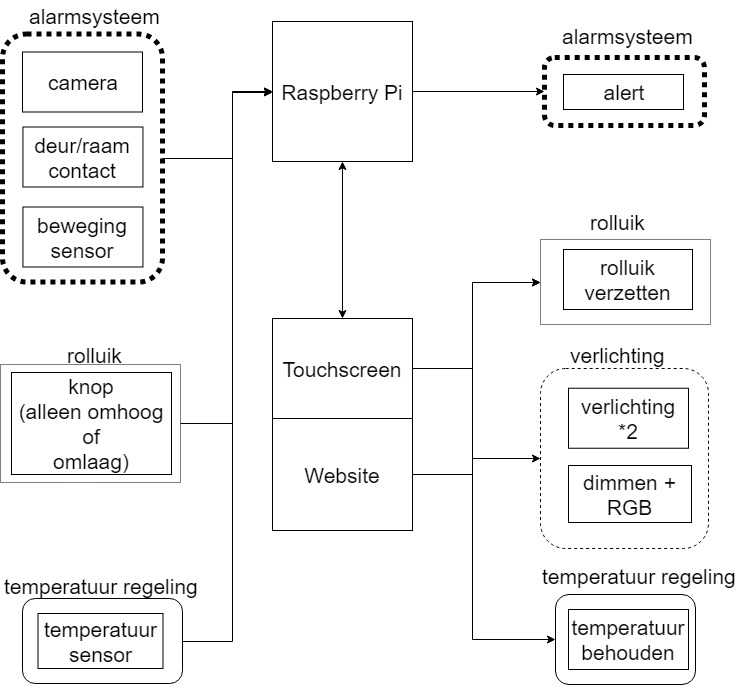 alarmsysteem
camera
deur/raam
contact
beweging
sensor
rolluik
knop
(alleen omhoog
of
omlaag)
temperatuur regeling
temperatuur
sensor
Raspberry Pi
Touchscreen
Website
alarmsysteem
alert
rolluik
rolluik
verzetten
verlichting
verlichting
*2
dimmen +
RGB
temperatuur regeling
temperatuur
behouden